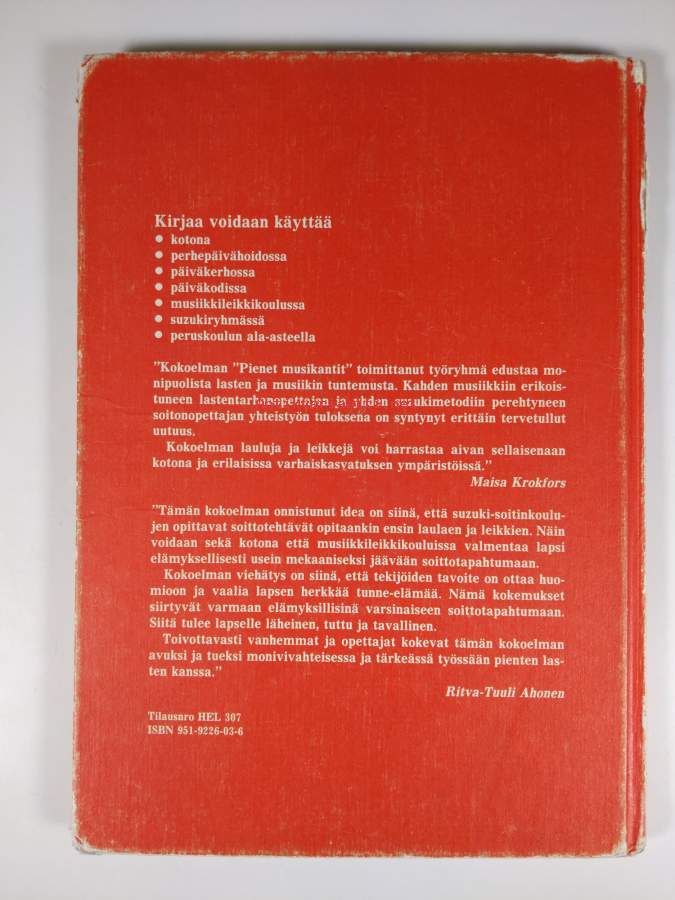 Kirjaa voidaan käyttää
● kotona
● perhepäivähoidossa
● päiväkerhossa
● päiväkodissa
● musiikkileikkikoulussa
● suzukiryhmässä
● peruskoulun ala-asteella
"Kokoelman "Pienet musikantit" toimittanut työryhmä edustaa mo-
nipuolista lasten ja musiikin tuntemusta. Kahden musiikkiin erikois-
tuneen lastentarhanopettajan ja yhden suzukimetodiin perehtyneen
soitonopettajan yhteistyön tuloksena on syntynyt erittäin tervetullut
uutuus.
Kokoelman lauluja ja leikkejä voi harrastaa aivan sellaisenaan
kotona ja erilaisissa varhaiskasvatuksen ympäristöissä."
Maisa Krokfors
"Tämän kokoelman onnistunut idea on siinä, että suzuki-soitinkoulu-
jen opittavat soittotehtävät opitaankin ensin laulaen ja leikkien. Näin
voidaan sekä kotona että musiikkileikkikouluissa valmentaa lapsi
elämyksellisesti usein mekaaniseksi jäävään soittotapahtumaan.
Kokoelman viehätys on siinä, että tekijöiden tavoite on ottaa huo-
mioon ja vaalia lapsen herkkää tunne-elämää. Nämä kokemukset
siirtyvät varmaan elämyksillisinä varsinaiseen soittotapahtumaan.
Siitä tulee lapselle läheinen, tuttu ja tavallinen.
Toivottavasti vanhemmat ja opettajat kokevat tämän kokoelman
avuksi ja tueksi monivivahteisessa ja tärkeässä työssään pienten las-
ten kanssa."
Ritva-Tuuli Ahonen
Tilausnro HEL 307
ISBN 951-9226-03-6